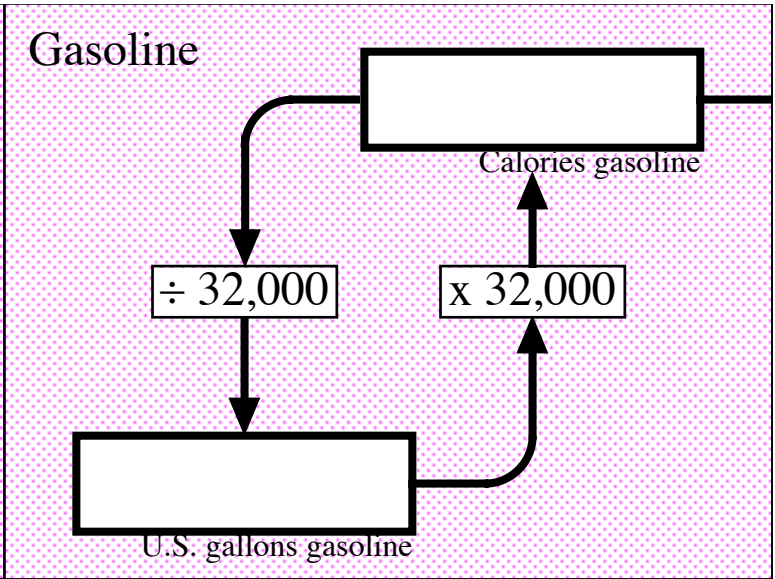 Gasoline
Calories gasoline
÷ 32,000
x 32,000
U.S. gallons gasoline